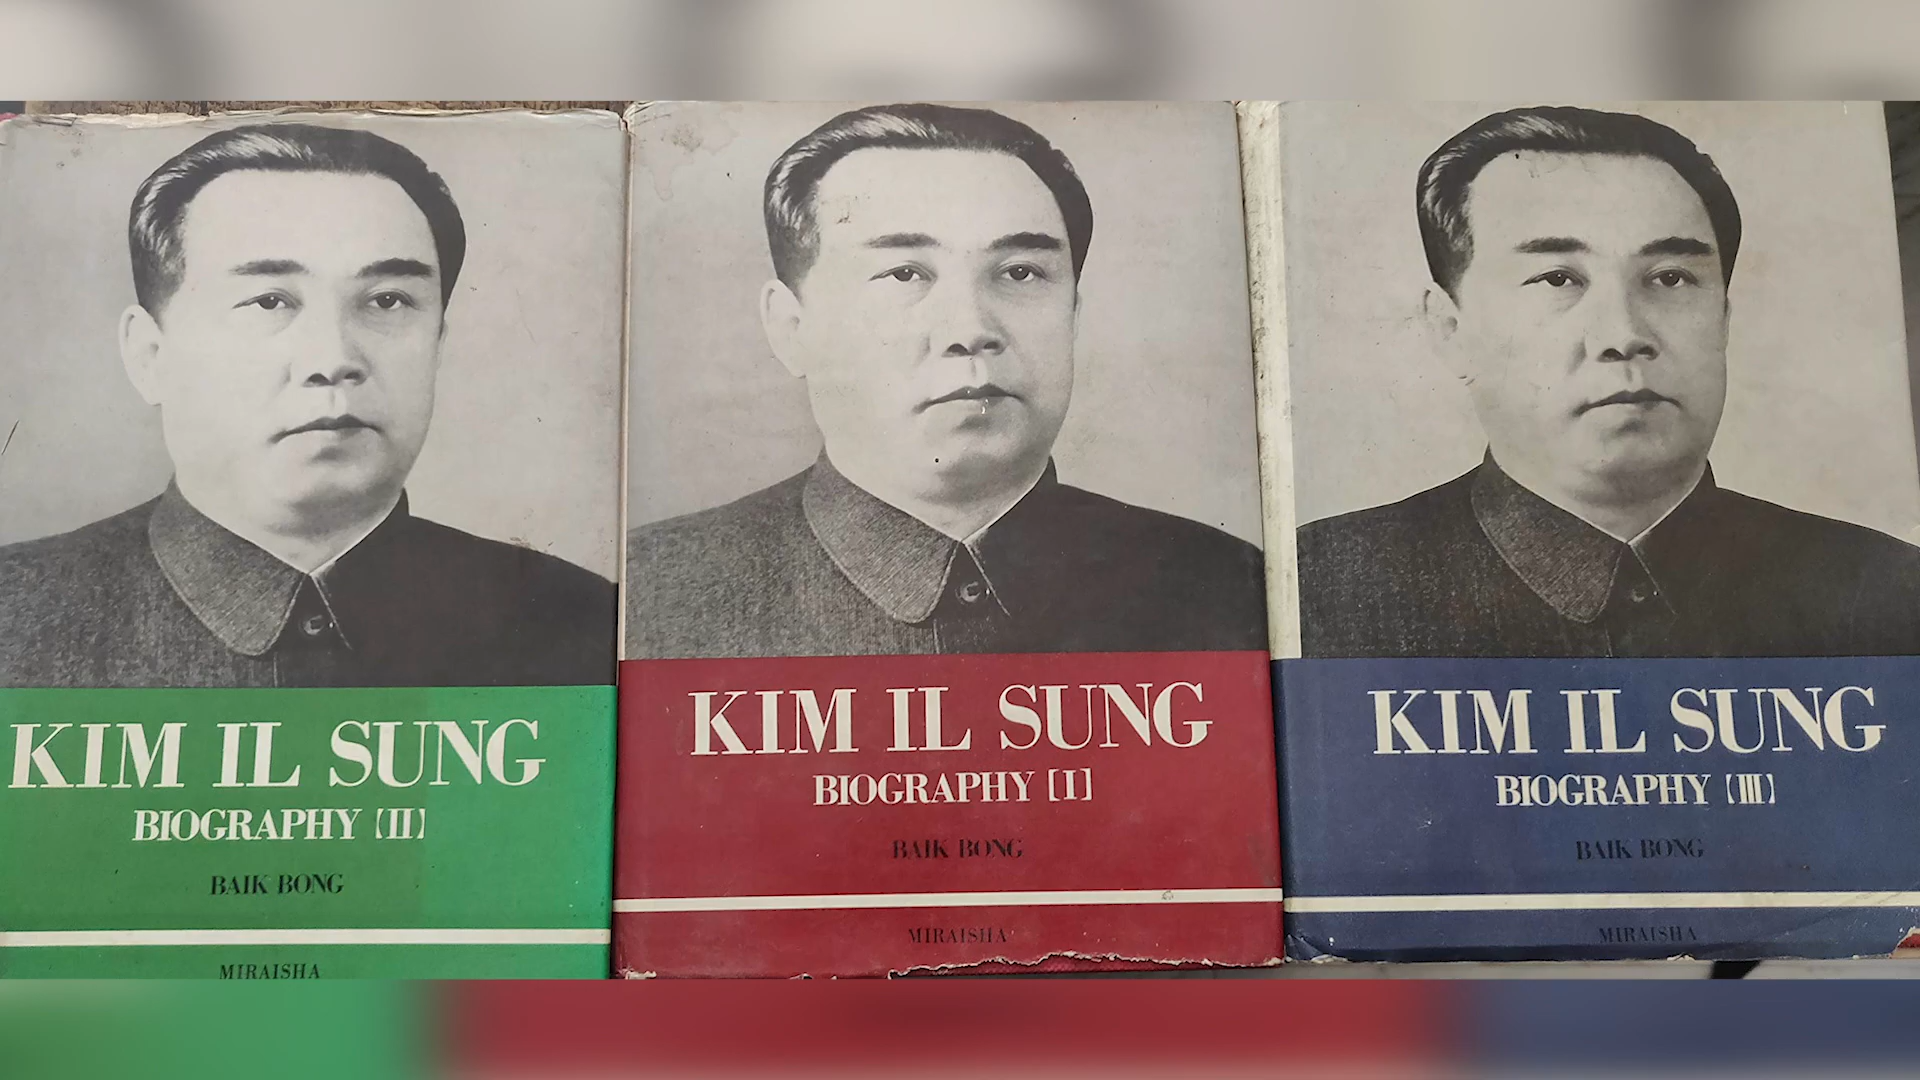 KIM IL SUNG
BIOGRAPHY [II]
BAIK BONG
MIRAISHA
KIM IL SUNG
BIOGRAPHY [I]
BAIK BONG
MIRAISHA
KIM IL SUNG
BIOGRAPHY [III]
BAIK BONG
MIRAISHA